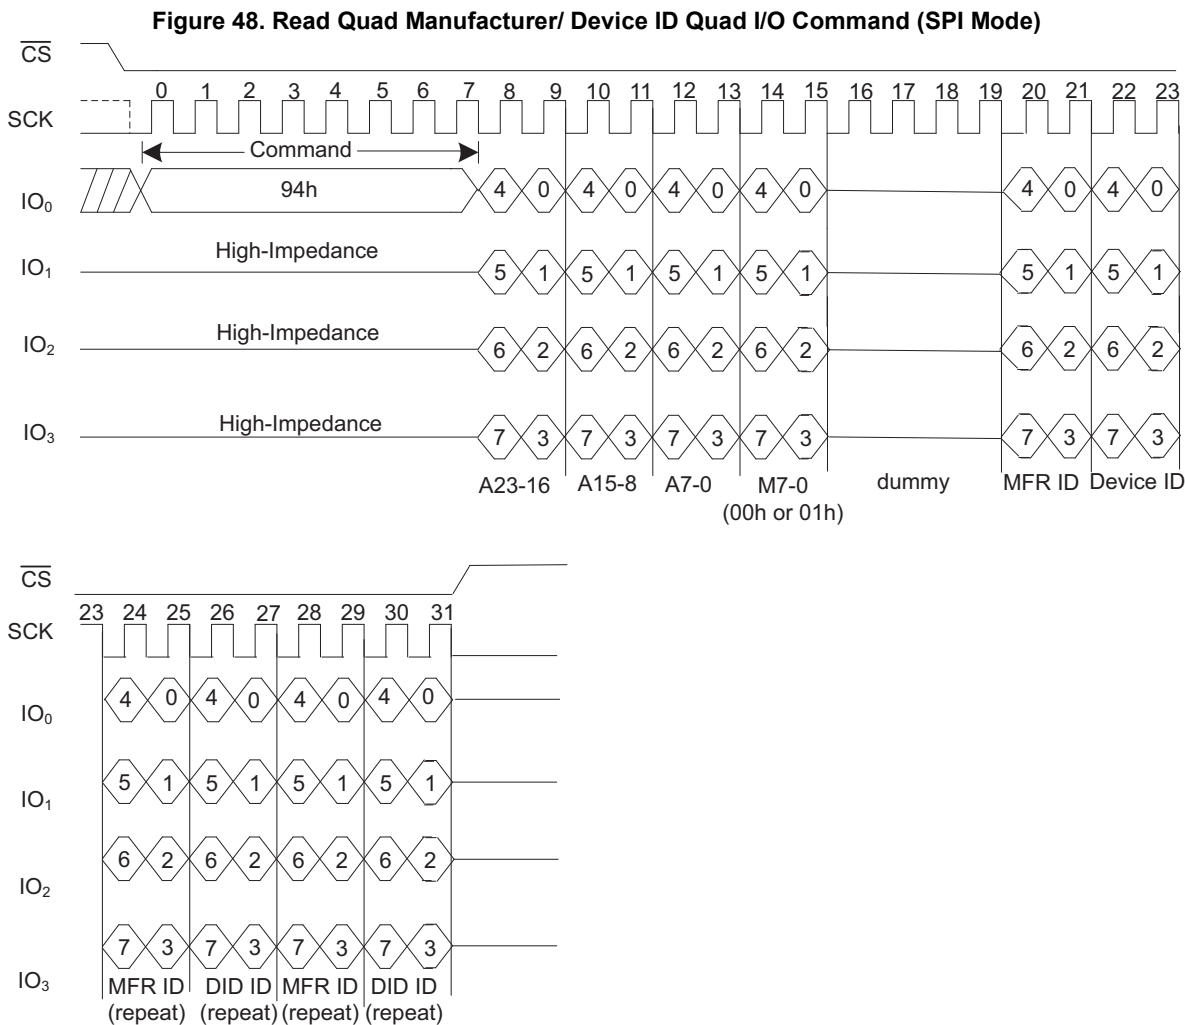 Figure 48. Read Quad Manufacturer/ Device ID Quad I/O Command (SPI Mode)
CS
0 1 2 3 4 5 6 7 8 9 10 11 12 13 14 15 16 17 18 19 20 21 22 23
SCK
Command
IO0 94h 4 0 4 0 4 0 4 0 4 0 4 0
High-Impedance
IO1 5 1 5 1 5 1 5 1 5 1 5 1
High-Impedance
IO2 6 2 6 2 6 2 6 2 6 2 6 2
High-Impedance
IO3 7 3 7 3 7 3 7 3 7 3 7 3
A23-16 A15-8 A7-0 M7-0 dummy MFR ID Device ID
(00h or 01h)
CS
23 24 25 26 27 28 29 30 31
SCK
IO0 4 0 4 0 4 0 4 0
IO1 5 1 5 1 5 1 5 1
IO2 6 2 6 2 6 2 6 2
IO3 7 3 7 3 7 3 7 3
MFR ID DID ID MFR ID DID ID
(repeat) (repeat) (repeat) (repeat)